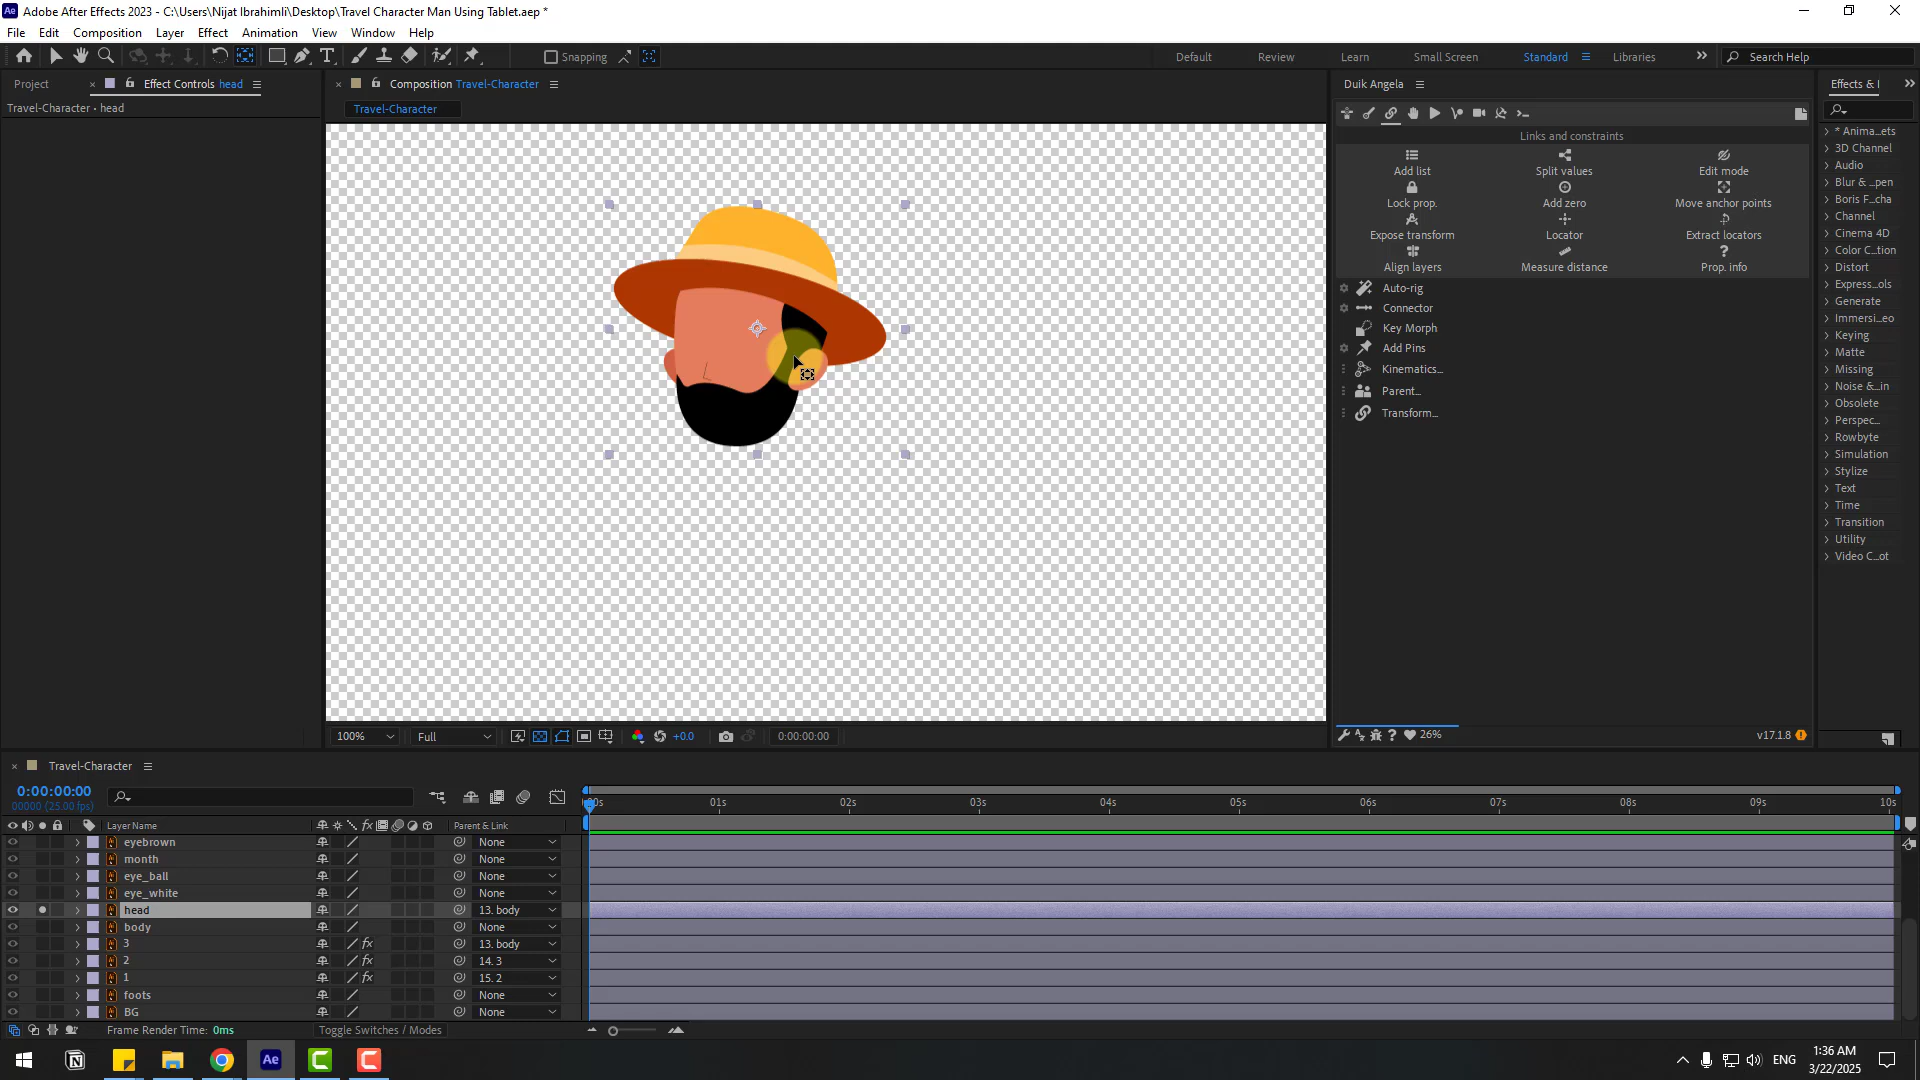 Adobe After Effects 2023 - C:\Users\Nijat Ibrahimli\Desktop\Travel Character Man Using Tablet.aep *
File Edit Composition Layer Effect Animation View Window Help
Snapping Default Review Learn Small Screen Standard Libraries Search Help
Project Effect Controls head
Composition Travel-Character
Duik Angela
Effects & I
Travel-Character • head
Travel-Character
Links and constraints
Add list Split values Edit mode
Lock prop. Add zero Move anchor points
Expose transform Locator Extract locators
Align layers Measure distance Prop. info
Auto-rig
Connector
Key Morph
Add Pins
Kinematics...
Parent...
Transform...
26%
v17.1.8
* Anima...ets
3D Channel
Audio
Blur & ...pen
Boris F...cha
Channel
Cinema 4D
Color C...tion
Distort
Express...ols
Generate
Immersi...eo
Keying
Matte
Missing
Noise &...in
Obsolete
Perspec...
Rowbyte
Simulation
Stylize
Text
Time
Transition
Utility
Video C...ot
100% Full +0.0 0:00:00:00
Travel-Character
0:00:00:00
00000 (25.00 fps)
00s 01s 02s 03s 04s 05s 06s 07s 08s 09s 10s
Layer Name fx Parent & Link
eyebrown None
month None
eye_ball None
eye_white None
head 13. body
body None
3 fx 13. body
2 fx 14. 3
1 fx 15. 2
foots None
BG None
Frame Render Time: 0ms Toggle Switches / Modes
Ae
ENG
1:36 AM
3/22/2025